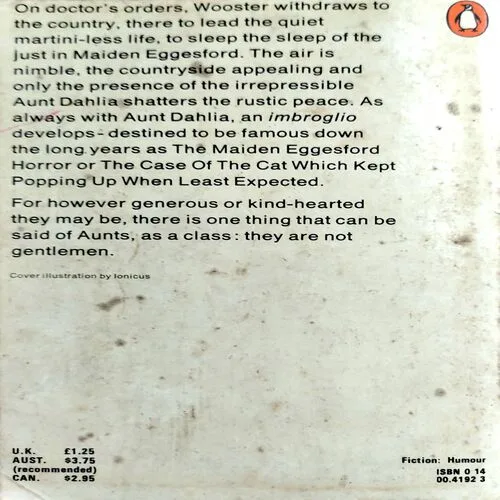 On doctor's orders, Wooster withdraws to
the country, there to lead the quiet
martini-less life, to sleep the sleep of the
just in Maiden Eggesford. The air is
nimble, the countryside appealing and
only the presence of the irrepressible
Aunt Dahlia shatters the rustic peace. As
always with Aunt Dahlia, an imbroglio
develops - destined to be famous down
the long years as The Maiden Eggesford
Horror or The Case Of The Cat Which Kept
Popping Up When Least Expected.
For however generous or kind-hearted
they may be, there is one thing that can be
said of Aunts, as a class: they are not
gentlemen.
Cover illustration by Ionicus
U.K. £1.25
AUST. $3.75
(recommended)
CAN. $2.95
Fiction: Humour
ISBN 0 14
00.4192 3